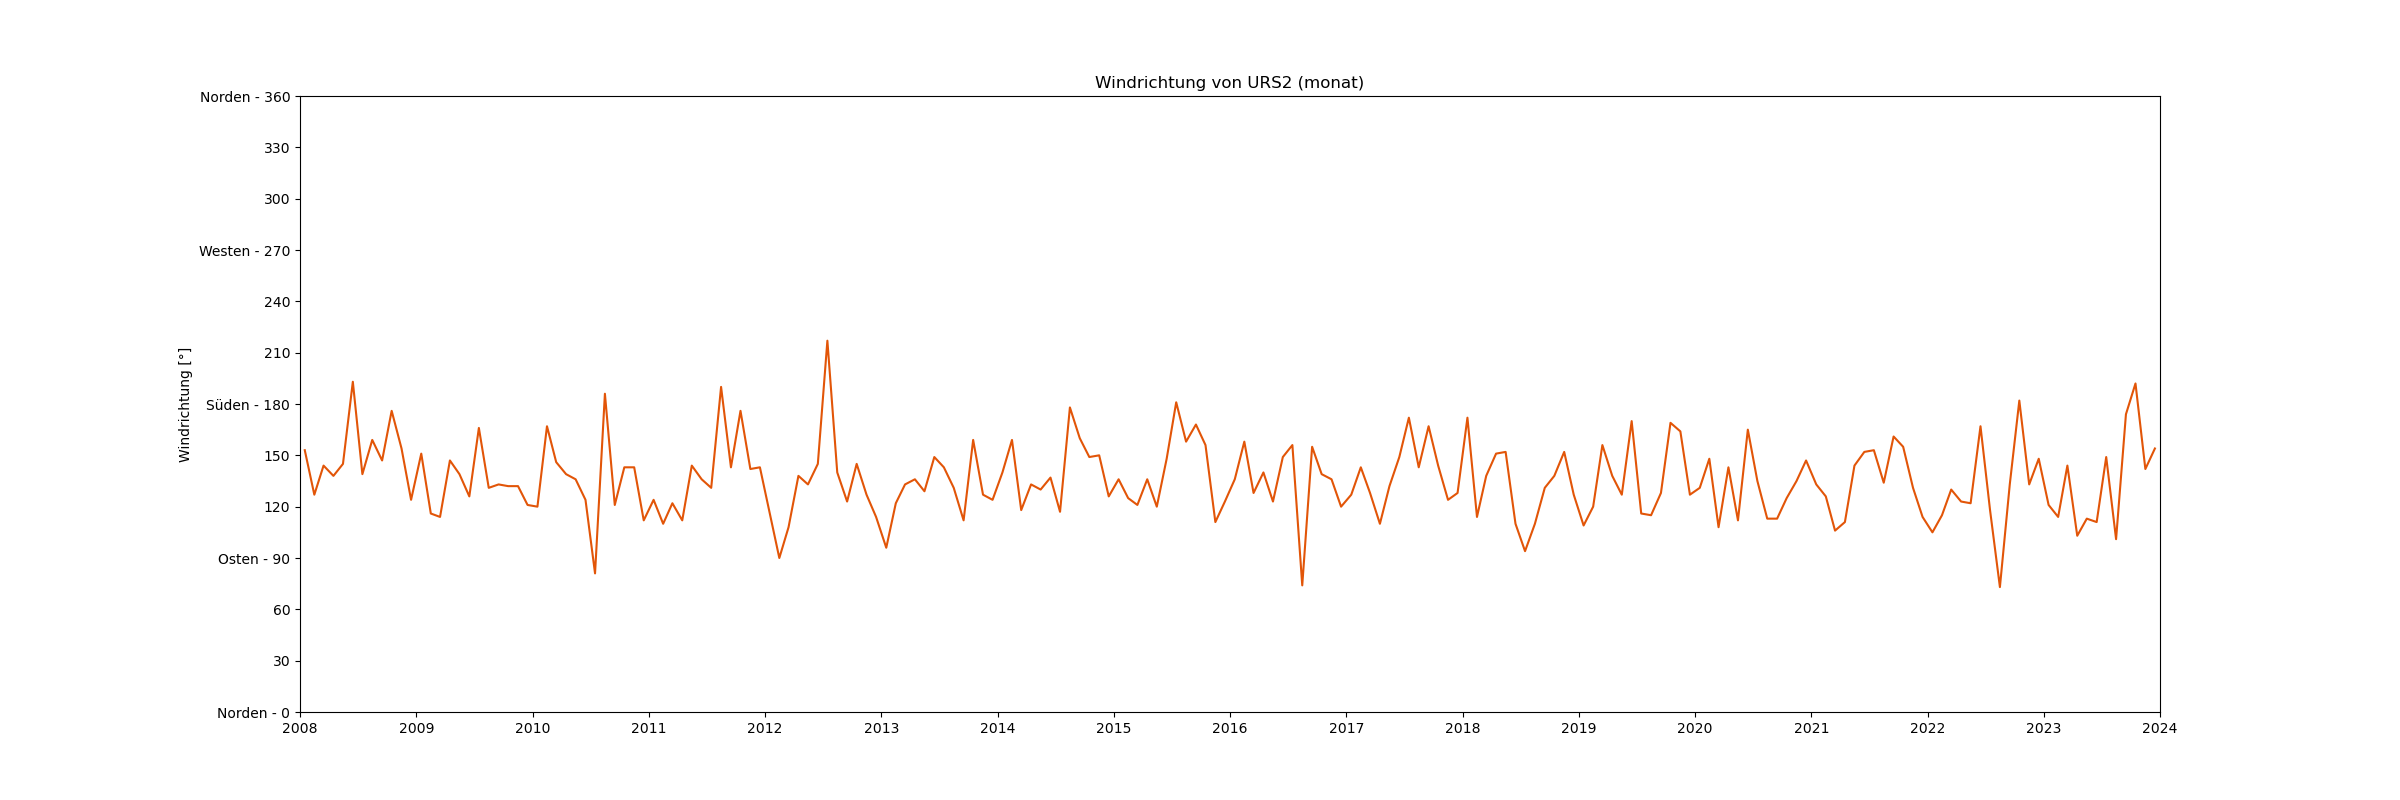 Windrichtung von URS2 (monat)
Norden - 360
330
300
Westen - 270
240
210
Süden - 180
150
120
Osten - 90
60
30
Norden - 0
Windrichtung [°]
2008 2009 2010 2011 2012 2013 2014 2015 2016 2017 2018 2019 2020 2021 2022 2023 2024